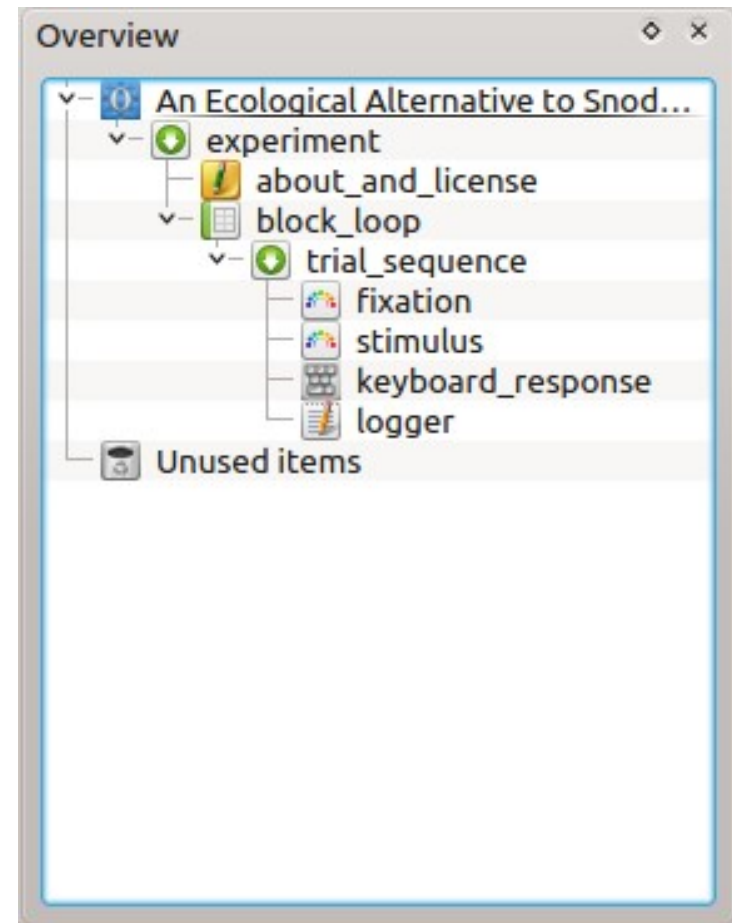 Overview
An Ecological Alternative to Snod...
experiment
about_and_license
block_loop
trial_sequence
fixation
stimulus
keyboard_response
logger
Unused items